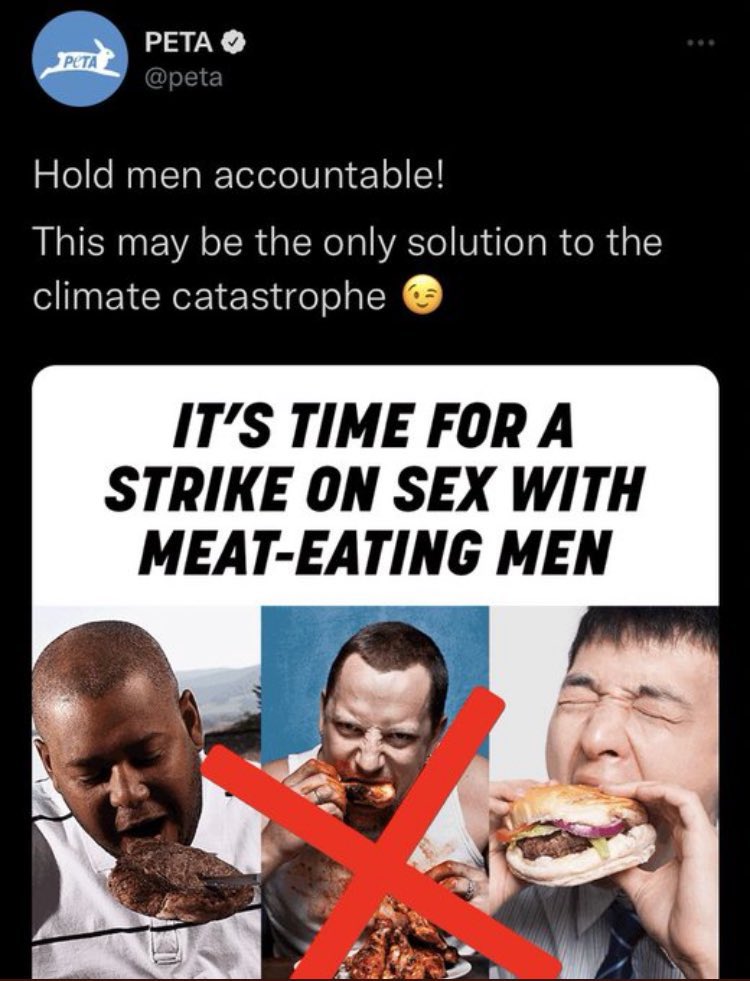 PETA
PETA
@peta
Hold men accountable!
This may be the only solution to the
climate catastrophe 😉
IT'S TIME FOR A
STRIKE ON SEX WITH
MEAT-EATING MEN